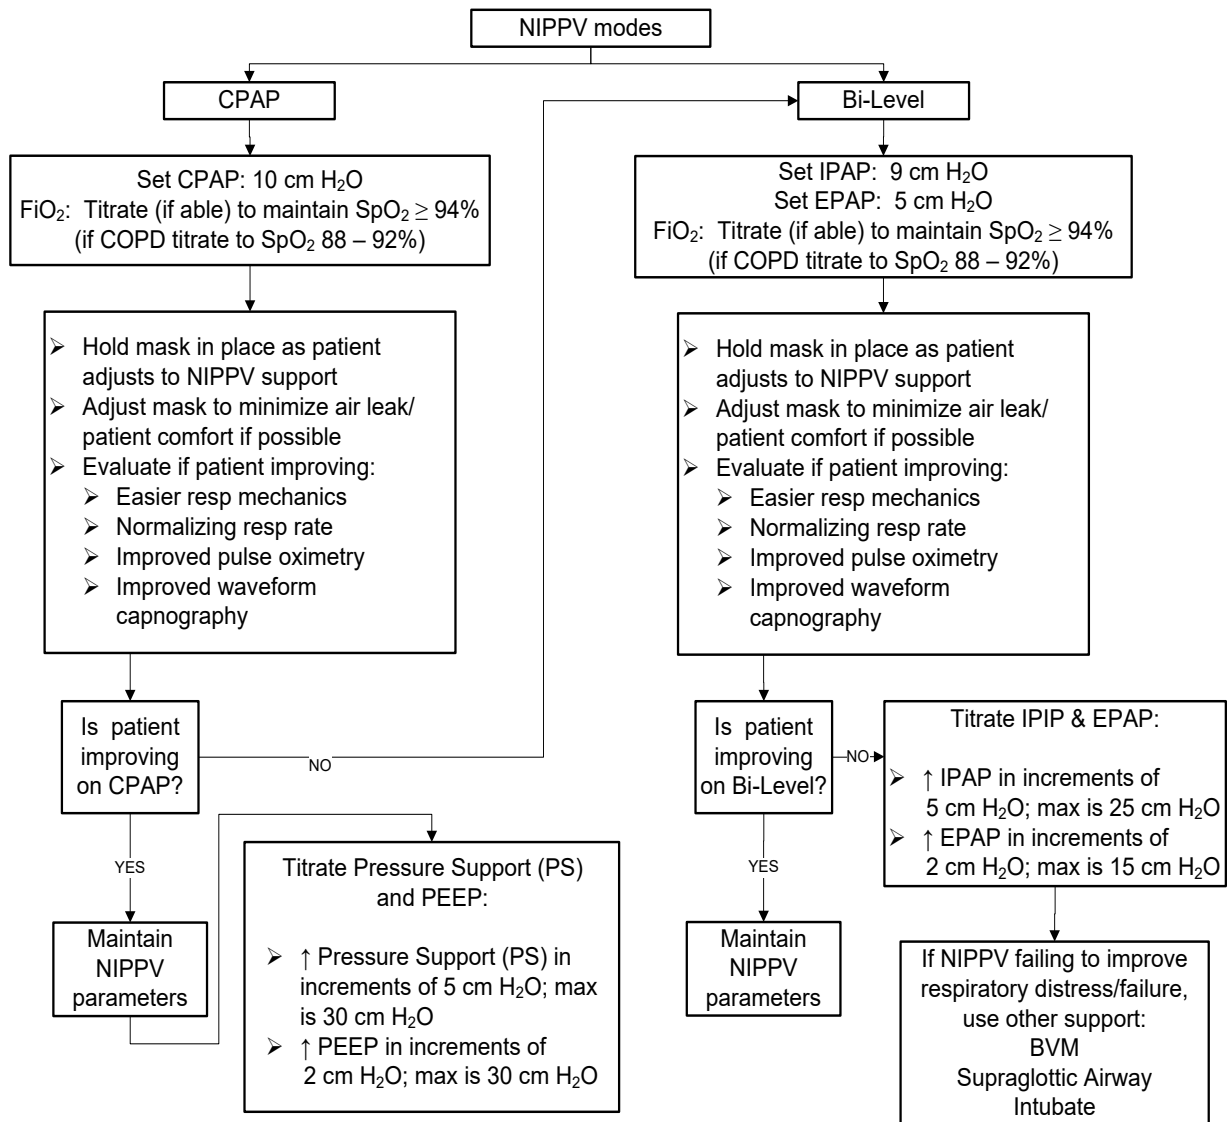 NIPPV modes
CPAP
Set CPAP: 10 cm H₂O
FiO₂: Titrate (if able) to maintain SpO₂ ≥ 94%
(if COPD titrate to SpO₂ 88 – 92%)
➢ Hold mask in place as patient
adjusts to NIPPV support
➢ Adjust mask to minimize air leak/
patient comfort if possible
➢ Evaluate if patient improving:
➢ Easier resp mechanics
➢ Normalizing resp rate
➢ Improved pulse oximetry
➢ Improved waveform
capnography
Is patient
improving
on CPAP?
NO
YES
Maintain
NIPPV
parameters
Titrate Pressure Support (PS)
and PEEP:
➢ ↑ Pressure Support (PS) in
increments of 5 cm H₂O; max
is 30 cm H₂O
➢ ↑ PEEP in increments of
2 cm H₂O; max is 30 cm H₂O
Bi-Level
Set IPAP: 9 cm H₂O
Set EPAP: 5 cm H₂O
FiO₂: Titrate (if able) to maintain SpO₂ ≥ 94%
(if COPD titrate to SpO₂ 88 – 92%)
➢ Hold mask in place as patient
adjusts to NIPPV support
➢ Adjust mask to minimize air leak/
patient comfort if possible
➢ Evaluate if patient improving:
➢ Easier resp mechanics
➢ Normalizing resp rate
➢ Improved pulse oximetry
➢ Improved waveform
capnography
Is patient
improving
on Bi-Level?
NO
YES
Maintain
NIPPV
parameters
Titrate IPIP & EPAP:
➢ ↑ IPAP in increments of
5 cm H₂O; max is 25 cm H₂O
➢ ↑ EPAP in increments of
2 cm H₂O; max is 15 cm H₂O
If NIPPV failing to improve
respiratory distress/failure,
use other support:
BVM
Supraglottic Airway
Intubate